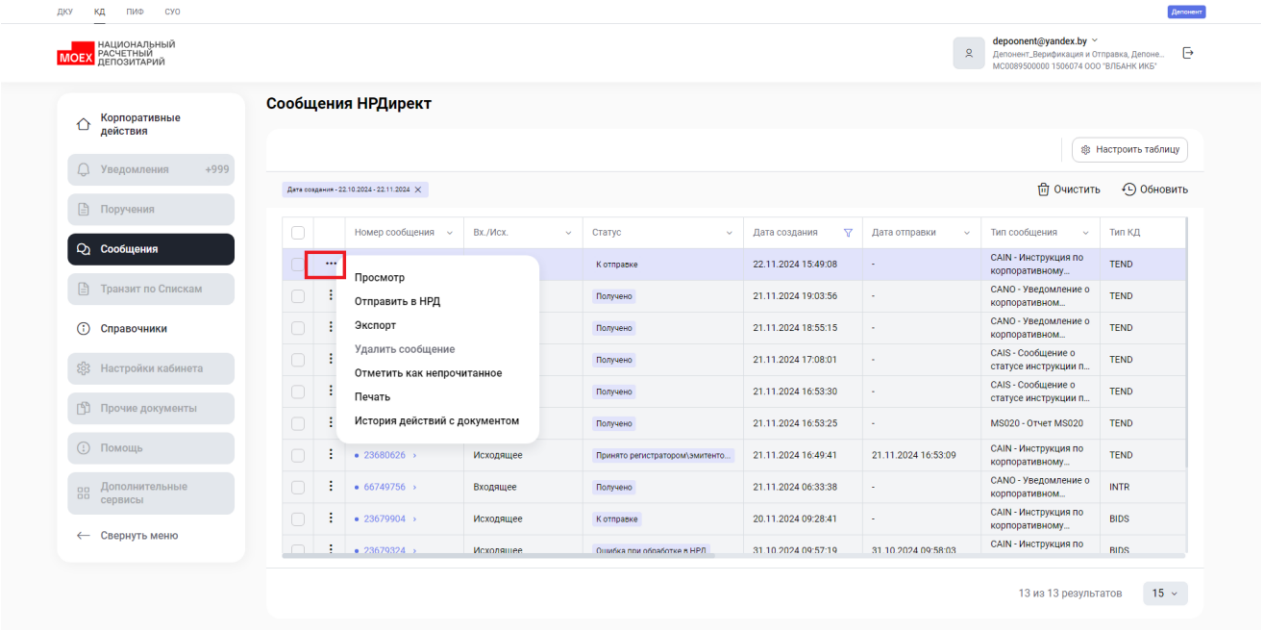 ДКУ КД ПИФ СУО Депонент
MOEX НАЦИОНАЛЬНЫЙ РАСЧЕТНЫЙ ДЕПОЗИТАРИЙ
depoonent@yandex.by
Депонент_Верификация и Отправка, Депоне...
MC0089500000 1506074 ООО "ВЛБАНК ИКБ"
Корпоративные действия
Уведомления +999
Поручения
Сообщения
Транзит по Спискам
Справочники
Настройки кабинета
Прочие документы
Помощь
Дополнительные сервисы
Свернуть меню
Сообщения НРДирект
Настроить таблицу
Дата создания - 22.10.2024 - 22.11.2024 Очистить Обновить
Номер сообщения Вх./Исх. Статус Дата создания Дата отправки Тип сообщения Тип КД
К отправке 22.11.2024 15:49:08 - CAIN - Инструкция по корпоративному... TEND
Получено 21.11.2024 19:03:56 - CANO - Уведомление о корпоративном... TEND
Получено 21.11.2024 18:55:15 - CANO - Уведомление о корпоративном... TEND
Получено 21.11.2024 17:08:01 - CAIS - Сообщение о статусе инструкции п... TEND
Получено 21.11.2024 16:53:30 - CAIS - Сообщение о статусе инструкции п... TEND
Получено 21.11.2024 16:53:25 - MS020 - Отчет MS020 TEND
23680626 Исходящее Принято регистратором\эмитенто... 21.11.2024 16:49:41 21.11.2024 16:53:09 CAIN - Инструкция по корпоративному... TEND
66749756 Входящее Получено 21.11.2024 06:33:38 - CANO - Уведомление о корпоративном... INTR
23679904 Исходящее К отправке 20.11.2024 09:28:41 - CAIN - Инструкция по корпоративному... BIDS
23679324 Исходящее Ошибка при обработке в НРД 31.10.2024 09:57:19 31.10.2024 09:58:03 CAIN - Инструкция по BIDS
Просмотр
Отправить в НРД
Экспорт
Удалить сообщение
Отметить как непрочитанное
Печать
История действий с документом
13 из 13 результатов 15